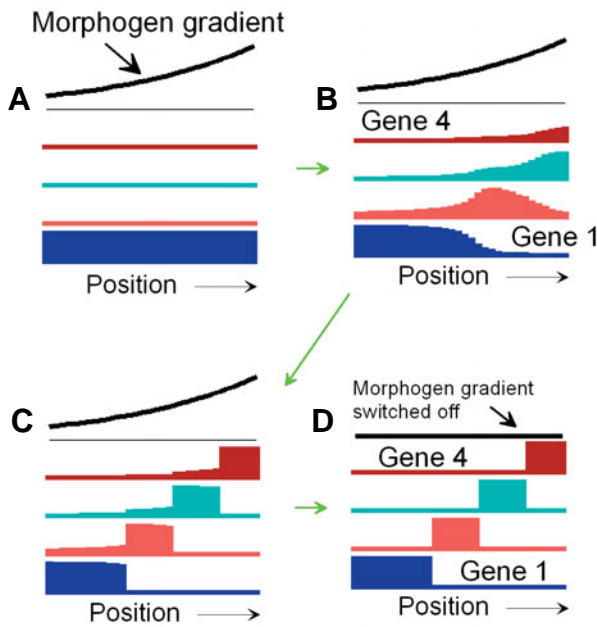 Morphogen gradient
A
B
Gene 4
Gene 1
Position
Position
C
Morphogen gradient
switched off
D
Gene 4
Gene 1
Position
Position